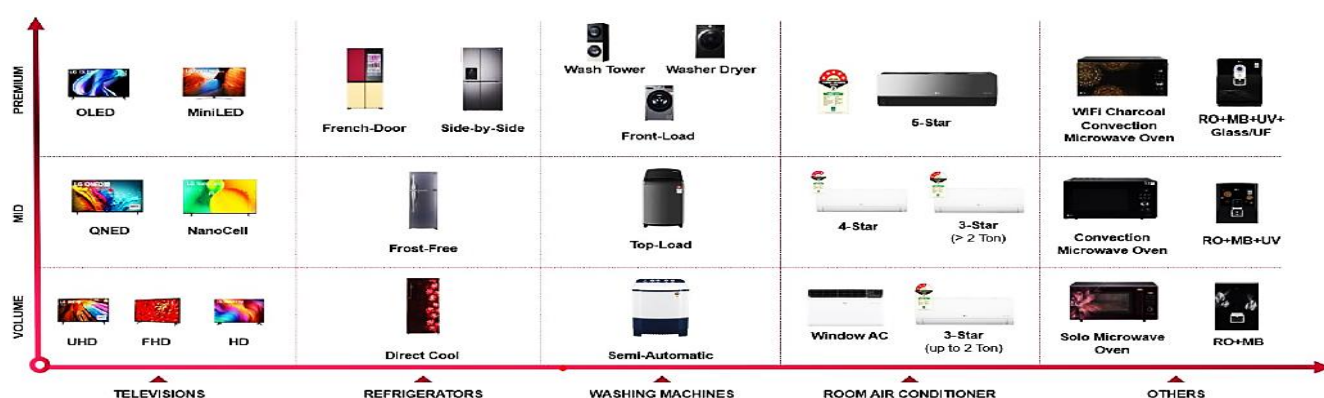 PREMIUM
OLED
MiniLED
French-Door
Side-by-Side
Wash Tower
Washer Dryer
Front-Load
5-Star
WiFi Charcoal
Convection
Microwave Oven
RO+MB+UV+
Glass/UF
MID
QNED
NanoCell
Frost-Free
Top-Load
4-Star
3-Star
(> 2 Ton)
Convection
Microwave Oven
RO+MB+UV
VOLUME
UHD
FHD
HD
Direct Cool
Semi-Automatic
Window AC
3-Star
(up to 2 Ton)
Solo Microwave
Oven
RO+MB
TELEVISIONS
REFRIGERATORS
WASHING MACHINES
ROOM AIR CONDITIONER
OTHERS